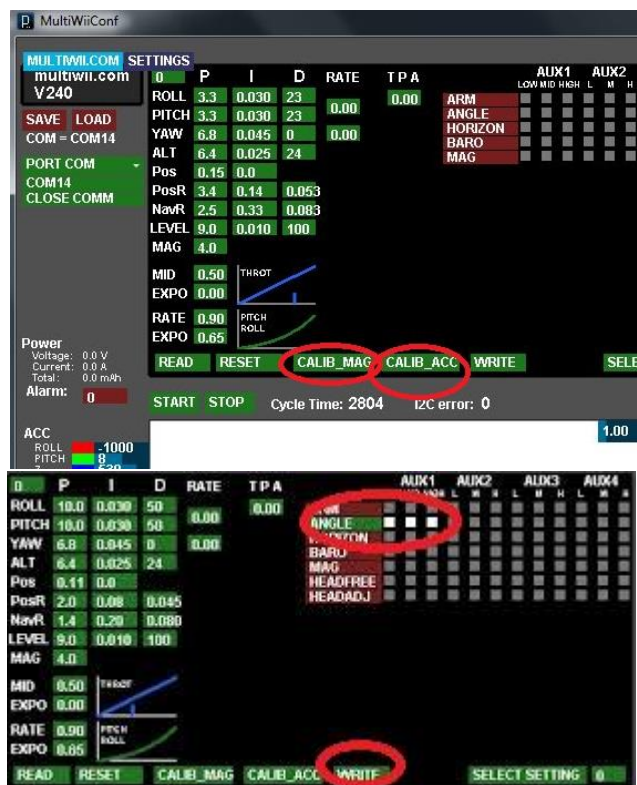 MultiWiiConf
MULTIWII.COM SETTINGS
multiwii.com
V240
SAVE LOAD
COM = COM14
PORT COM
COM14
CLOSE COMM
0 P I D RATE T P A
ROLL 3.3 0.030 23
PITCH 3.3 0.030 23
0.00 0.00
YAW 6.8 0.045 0 0.00
ALT 6.4 0.025 24
Pos 0.15 0.0
PosR 3.4 0.14 0.053
NavR 2.5 0.33 0.083
LEVEL 9.0 0.010 100
MAG 4.0
AUX1 AUX2
LOW MID HIGH L M H
ARM
ANGLE
HORIZON
BARO
MAG
MID 0.50 THROT
EXPO 0.00
RATE 0.90 PITCH
ROLL
EXPO 0.65
READ RESET CALIB_MAG CALIB_ACC WRITE SELE
Power
Voltage: 0.0 V
Current: 0.0 A
Total: 0.0 mAh
Alarm: 0
START STOP Cycle Time: 2804 I2C error: 0
1.00
ACC
ROLL -1000
PITCH 8
0 P I D RATE T P A
ROLL 10.0 0.030 50
PITCH 10.0 0.030 50
0.00 0.00
YAW 6.8 0.045 0 0.00
ALT 6.4 0.025 24
Pos 0.11 0.0
PosR 2.0 0.08 0.045
NavR 1.4 0.20 0.080
LEVEL 9.0 0.010 100
MAG 4.0
AUX1 AUX2 AUX3 AUX4
L M H L M H L M H
ANGLE
HORIZON
BARO
MAG
HEADFREE
HEADADJ
MID 0.50 THROT
EXPO 0.00
RATE 0.90 PITCH
ROLL
EXPO 0.65
READ RESET CALIB_MAG CALIB_ACC WRITE SELECT SETTING 0